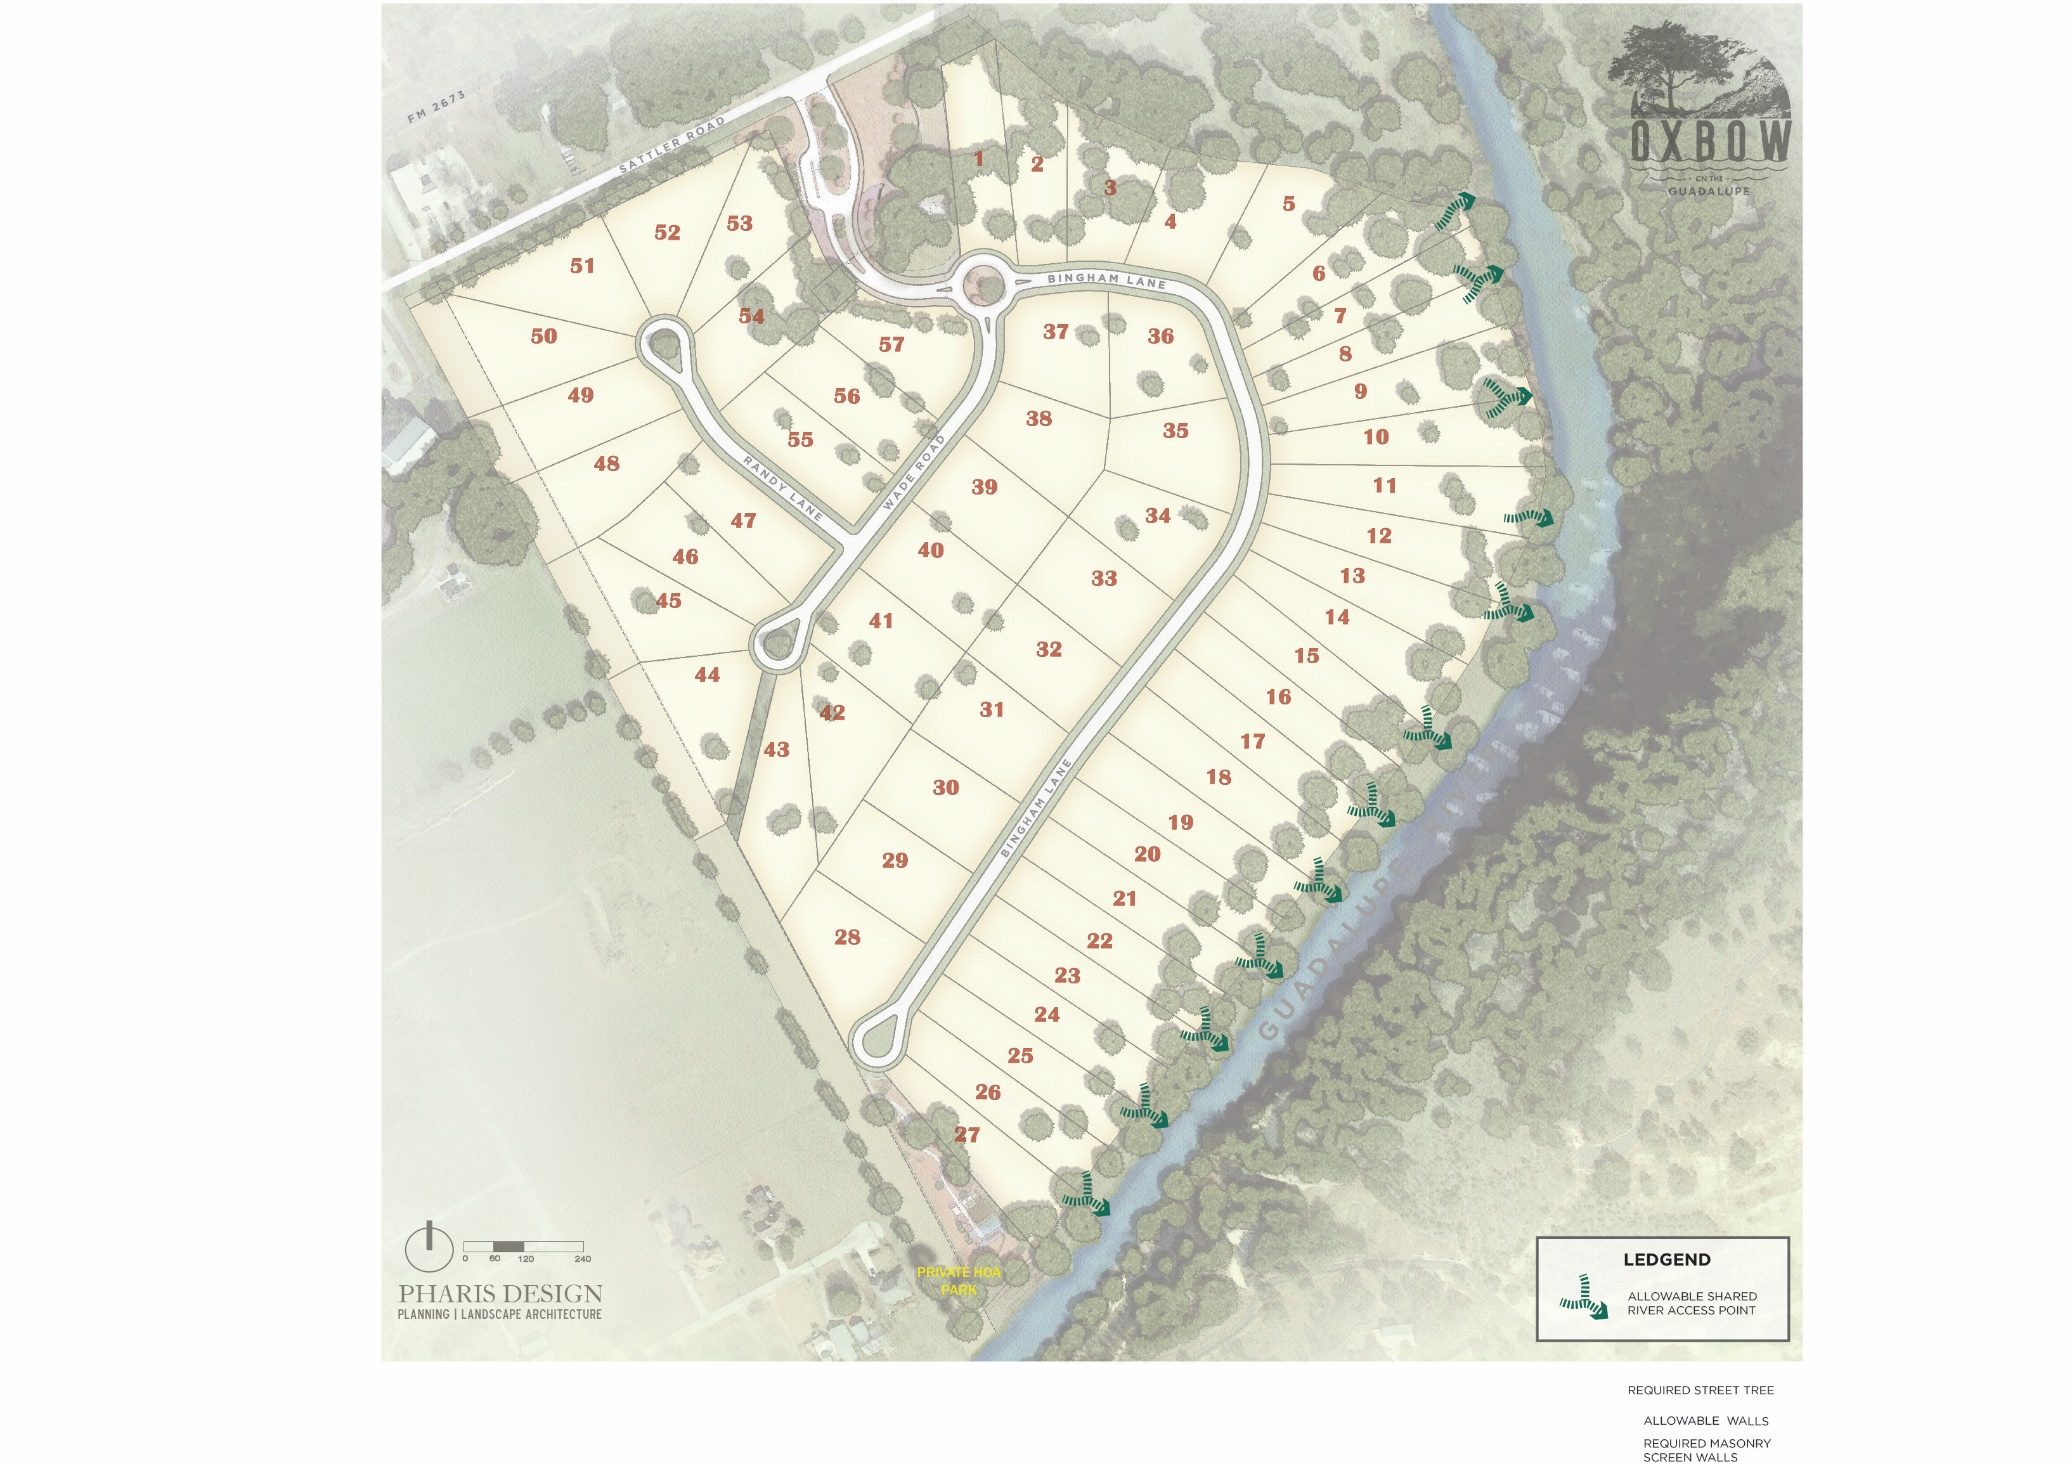 FM 2673
SATTLER ROAD
OXBOW
ON THE
GUADALUPE
1
2
3
4
5
6
7
8
9
10
11
12
13
14
15
16
17
18
19
20
21
22
23
24
25
26
27
28
29
30
31
32
33
34
35
36
37
38
39
40
41
42
43
44
45
46
47
48
49
50
51
52
53
54
55
56
57
BINGHAM LANE
WADE ROAD
RANDY LANE
BINGHAM LANE
GUADALUPE RIVER
PRIVATE HOA
PARK
0 60 120 240
PHARIS DESIGN
PLANNING | LANDSCAPE ARCHITECTURE
LEDGEND
ALLOWABLE SHARED
RIVER ACCESS POINT
REQUIRED STREET TREE
ALLOWABLE WALLS
REQUIRED MASONRY
SCREEN WALLS